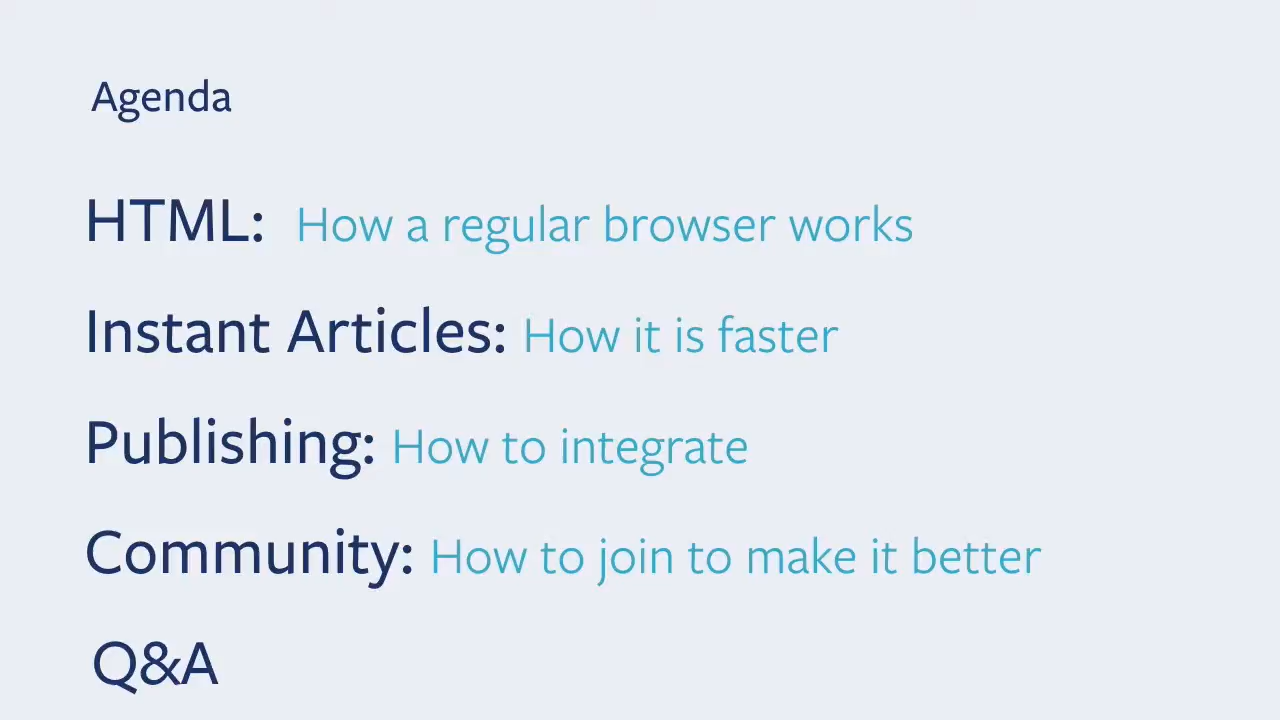 Agenda
HTML: How a regular browser works
Instant Articles: How it is faster
Publishing: How to integrate
Community: How to join to make it better
Q&A